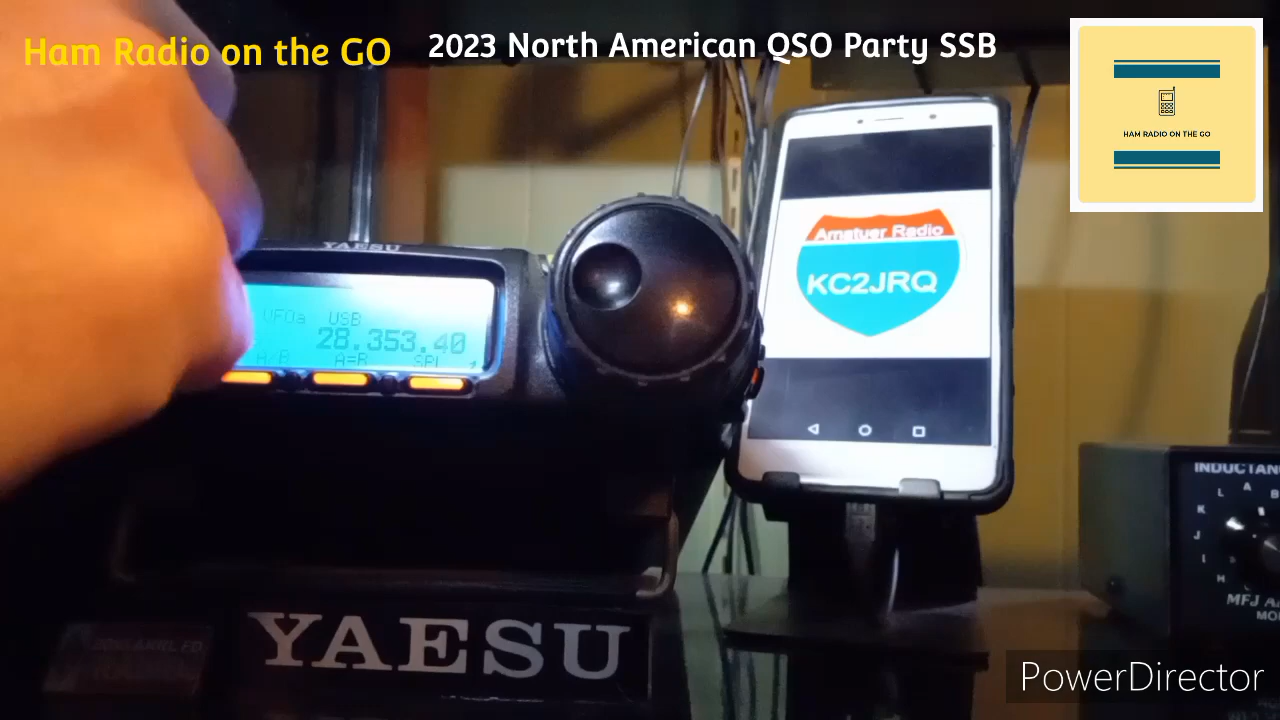 Ham Radio on the GO
2023 North American QSO Party SSB
HAM RADIO ON THE GO
YAESU
VFOa USB
28.353.40
A/B A=R SPL
Amatuer Radio
KC2JRQ
INDUCTAN
L A B
K
J
I
H
MFJ
YAESU
PowerDirector